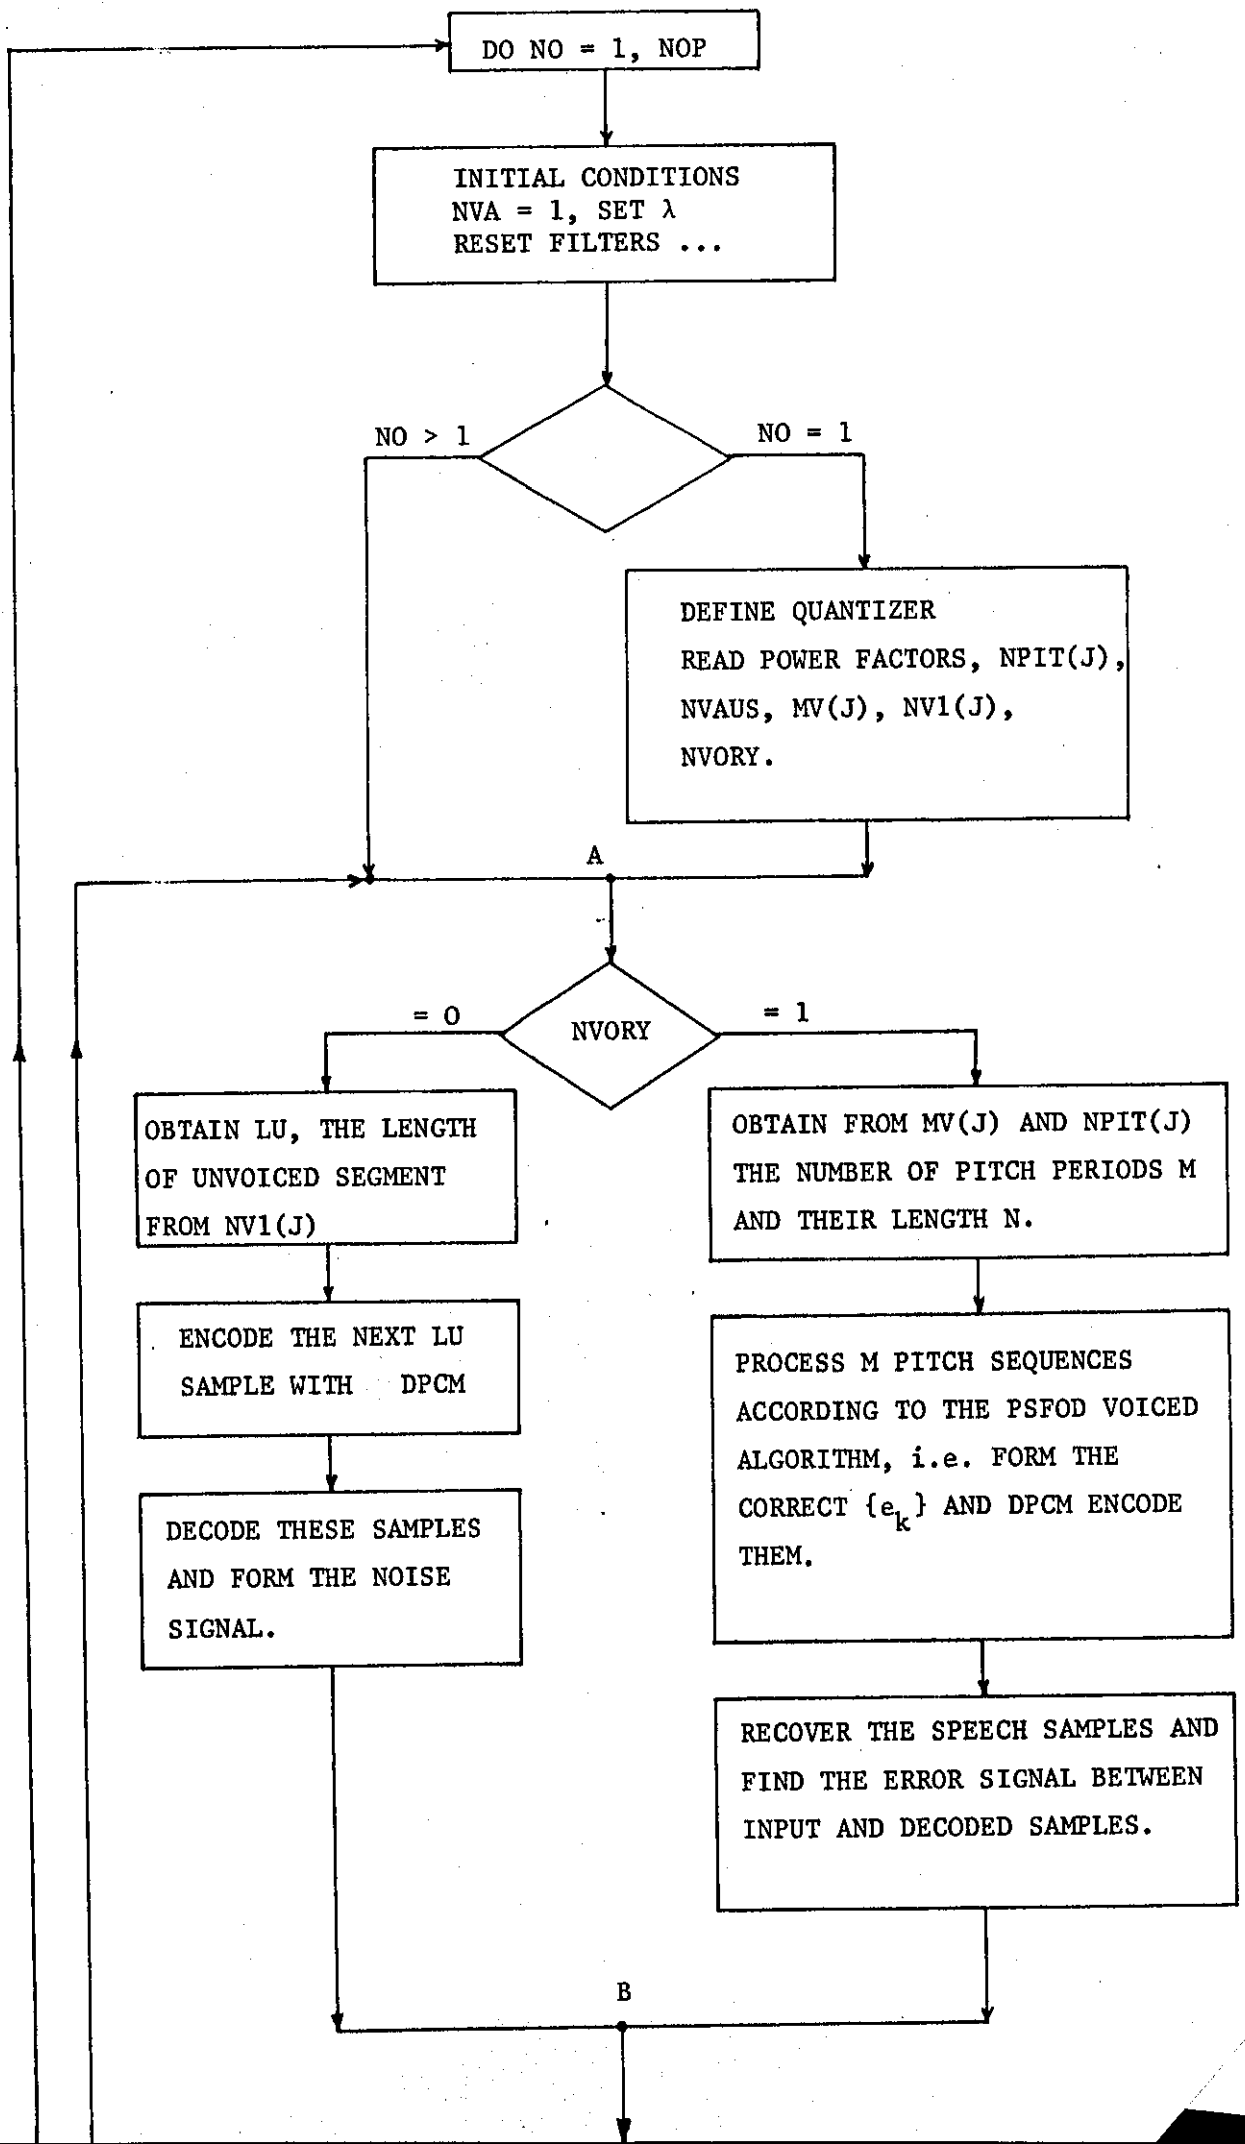 DO NO = 1, NOP
INITIAL CONDITIONS
NVA = 1, SET λ
RESET FILTERS ...
NO > 1
NO = 1
DEFINE QUANTIZER
READ POWER FACTORS, NPIT(J),
NVAUS, MV(J), NV1(J),
NVORY.
A
= 0
NVORY
= 1
OBTAIN LU, THE LENGTH
OF UNVOICED SEGMENT
FROM NV1(J)
OBTAIN FROM MV(J) AND NPIT(J)
THE NUMBER OF PITCH PERIODS M
AND THEIR LENGTH N.
ENCODE THE NEXT LU
SAMPLE WITH DPCM
PROCESS M PITCH SEQUENCES
ACCORDING TO THE PSFOD VOICED
ALGORITHM, i.e. FORM THE
CORRECT {e_k} AND DPCM ENCODE
THEM.
DECODE THESE SAMPLES
AND FORM THE NOISE
SIGNAL.
RECOVER THE SPEECH SAMPLES AND
FIND THE ERROR SIGNAL BETWEEN
INPUT AND DECODED SAMPLES.
B